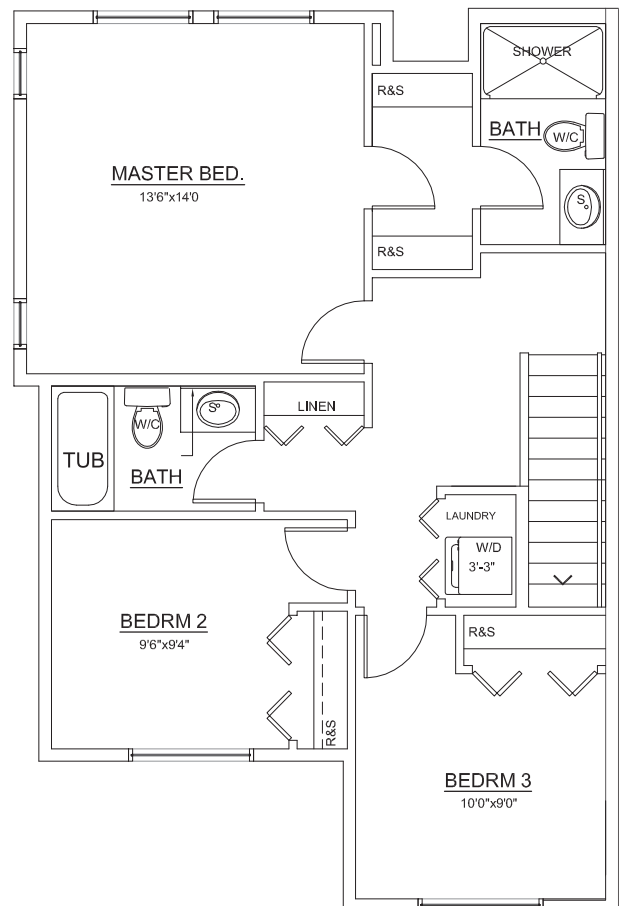 SHOWER
R&S
BATH
W/C
MASTER BED.
13'6"x14'0
S
R&S
LINEN
S
W/C
TUB
BATH
LAUNDRY
W/D
3'-3"
BEDRM 2
9'6"x9'4"
R&S
R&S
BEDRM 3
10'0"x9'0"